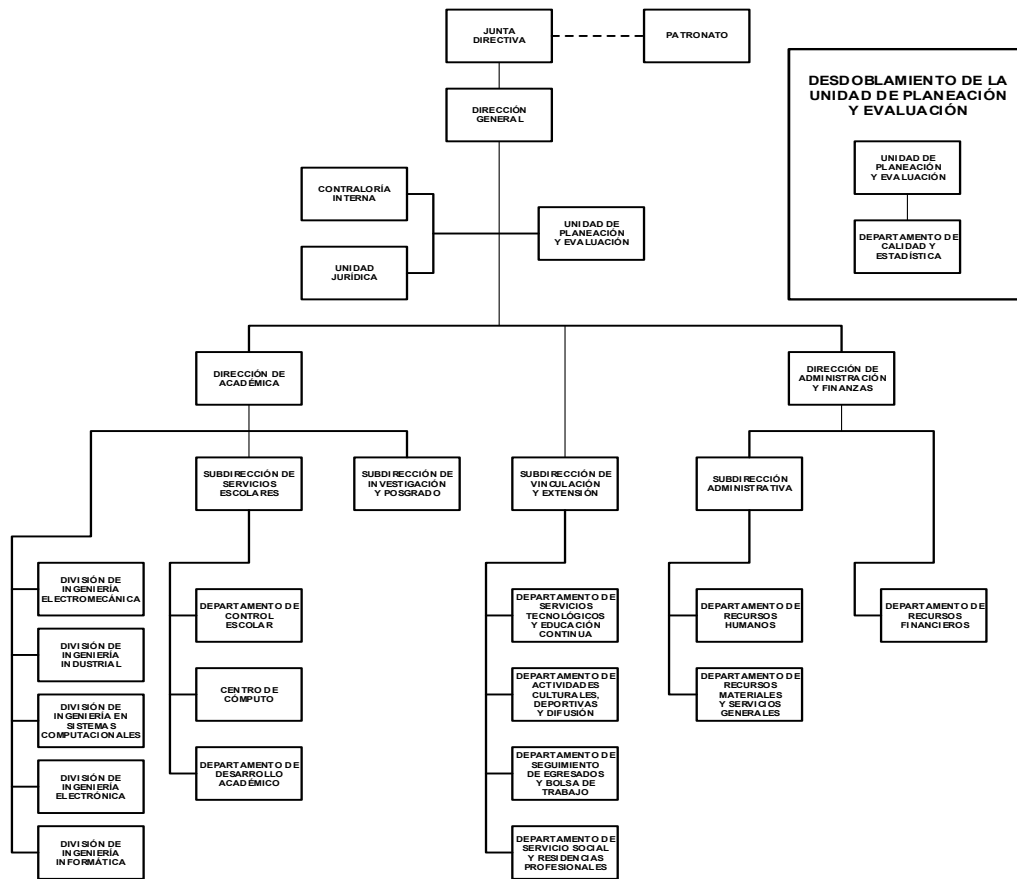 JUNTA
DIRECTIVA
PATRONATO
DIRECCIÓN
GENERAL
DESDOBLAMIENTO DE LA
UNIDAD DE PLANEACIÓN
Y EVALUACIÓN
UNIDAD DE
PLANEACIÓN
Y EVALUACIÓN
DEPARTAMENTO DE
CALIDAD Y
ESTADÍSTICA
CONTRALORÍA
INTERNA
UNIDAD DE
PLANEACIÓN
Y EVALUACIÓN
UNIDAD
JURÍDICA
DIRECCIÓN DE
ACADÉMICA
DIRECCIÓN DE
ADMINISTRACIÓN
Y FINANZAS
SUBDIRECCIÓN DE
SERVICIOS
ESCOLARES
SUBDIRECCIÓN DE
INVESTIGACIÓN
Y POSGRADO
SUBDIRECCIÓN DE
VINCULACIÓN
Y EXTENSIÓN
SUBDIRECCIÓN
ADMINISTRATIVA
DIVISIÓN DE
INGENIERÍA
ELECTROMECÁNICA
DIVISIÓN DE
INGENIERÍA
INDUSTRIAL
DIVISIÓN DE
INGENIERÍA EN
SISTEMAS
COMPUTACIONALES
DIVISIÓN DE
INGENIERÍA
ELECTRÓNICA
DIVISIÓN DE
INGENIERÍA
INFORMÁTICA
DEPARTAMENTO DE
CONTROL
ESCOLAR
CENTRO DE
CÓMPUTO
DEPARTAMENTO DE
DESARROLLO
ACADÉMICO
DEPARTAMENTO DE
SERVICIOS
TECNOLÓGICOS
Y EDUCACIÓN
CONTINUA
DEPARTAMENTO DE
ACTIVIDADES
CULTURALES,
DEPORTIVAS
Y DIFUSIÓN
DEPARTAMENTO DE
SEGUIMIENTO
DE EGRESADOS
Y BOLSA DE
TRABAJO
DEPARTAMENTO DE
SERVICIO SOCIAL
Y RESIDENCIAS
PROFESIONALES
DEPARTAMENTO DE
RECURSOS
HUMANOS
DEPARTAMENTO DE
RECURSOS
MATERIALES
Y SERVICIOS
GENERALES
DEPARTAMENTO DE
RECURSOS
FINANCIEROS